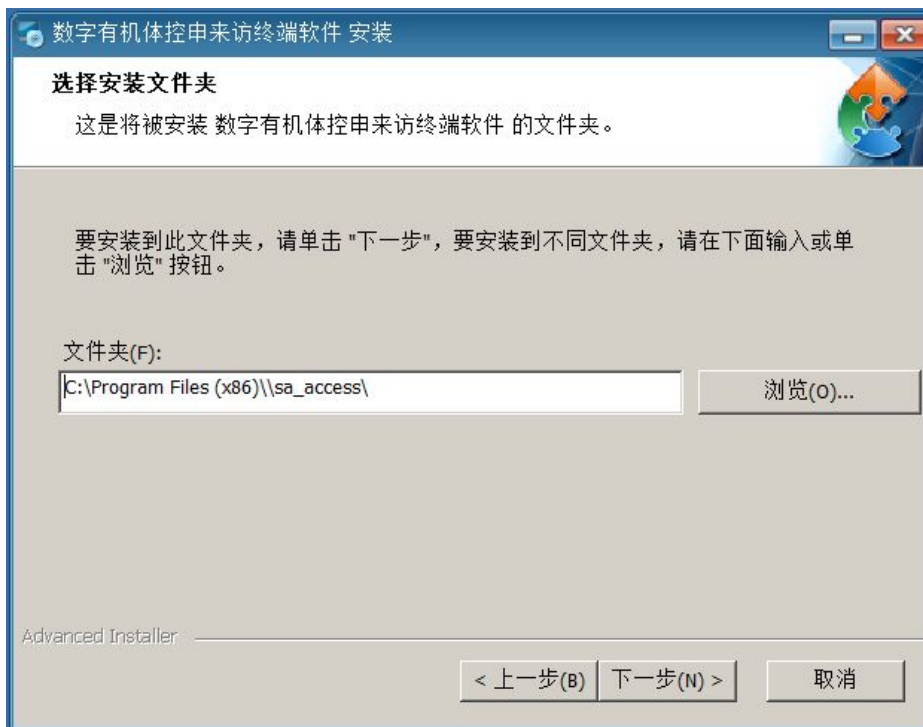 数字有机体控申来访终端软件 安装
选择安装文件夹
这是将被安装 数字有机体控申来访终端软件 的文件夹。
要安装到此文件夹，请单击 "下一步"，要安装到不同文件夹，请在下面输入或单
击 "浏览" 按钮。
文件夹(F):
C:\Program Files (x86)\\sa_access\
浏览(O)...
Advanced Installer
< 上一步(B)
下一步(N) >
取消